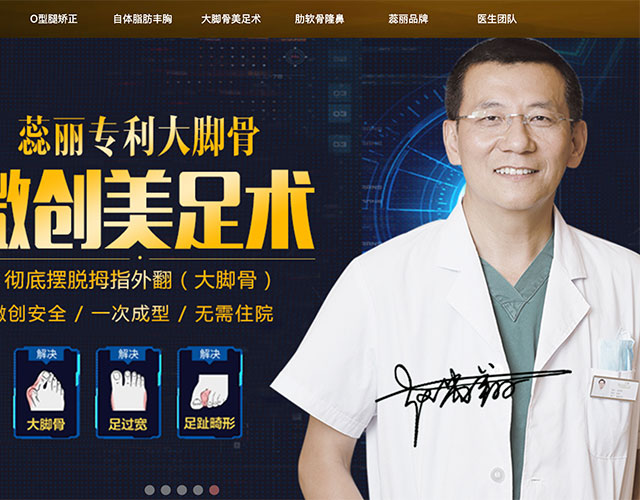 O型腿矫正 自体脂肪丰胸 大脚骨美足术 肋软骨隆鼻 蕊丽品牌 医生团队
蕊丽专利大脚骨
微创美足术
彻底摆脱拇指外翻（大脚骨）
微创安全 / 一次成型 / 无需住院
解决 解决 解决
大脚骨 足过宽 足趾畸形